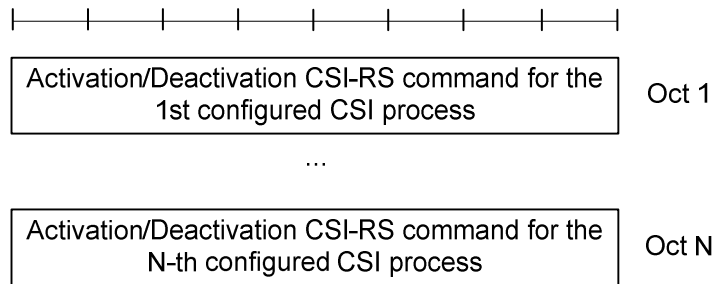 Activation/Deactivation CSI-RS command for the
1st configured CSI process
Oct 1
...
Activation/Deactivation CSI-RS command for the
N-th configured CSI process
Oct N